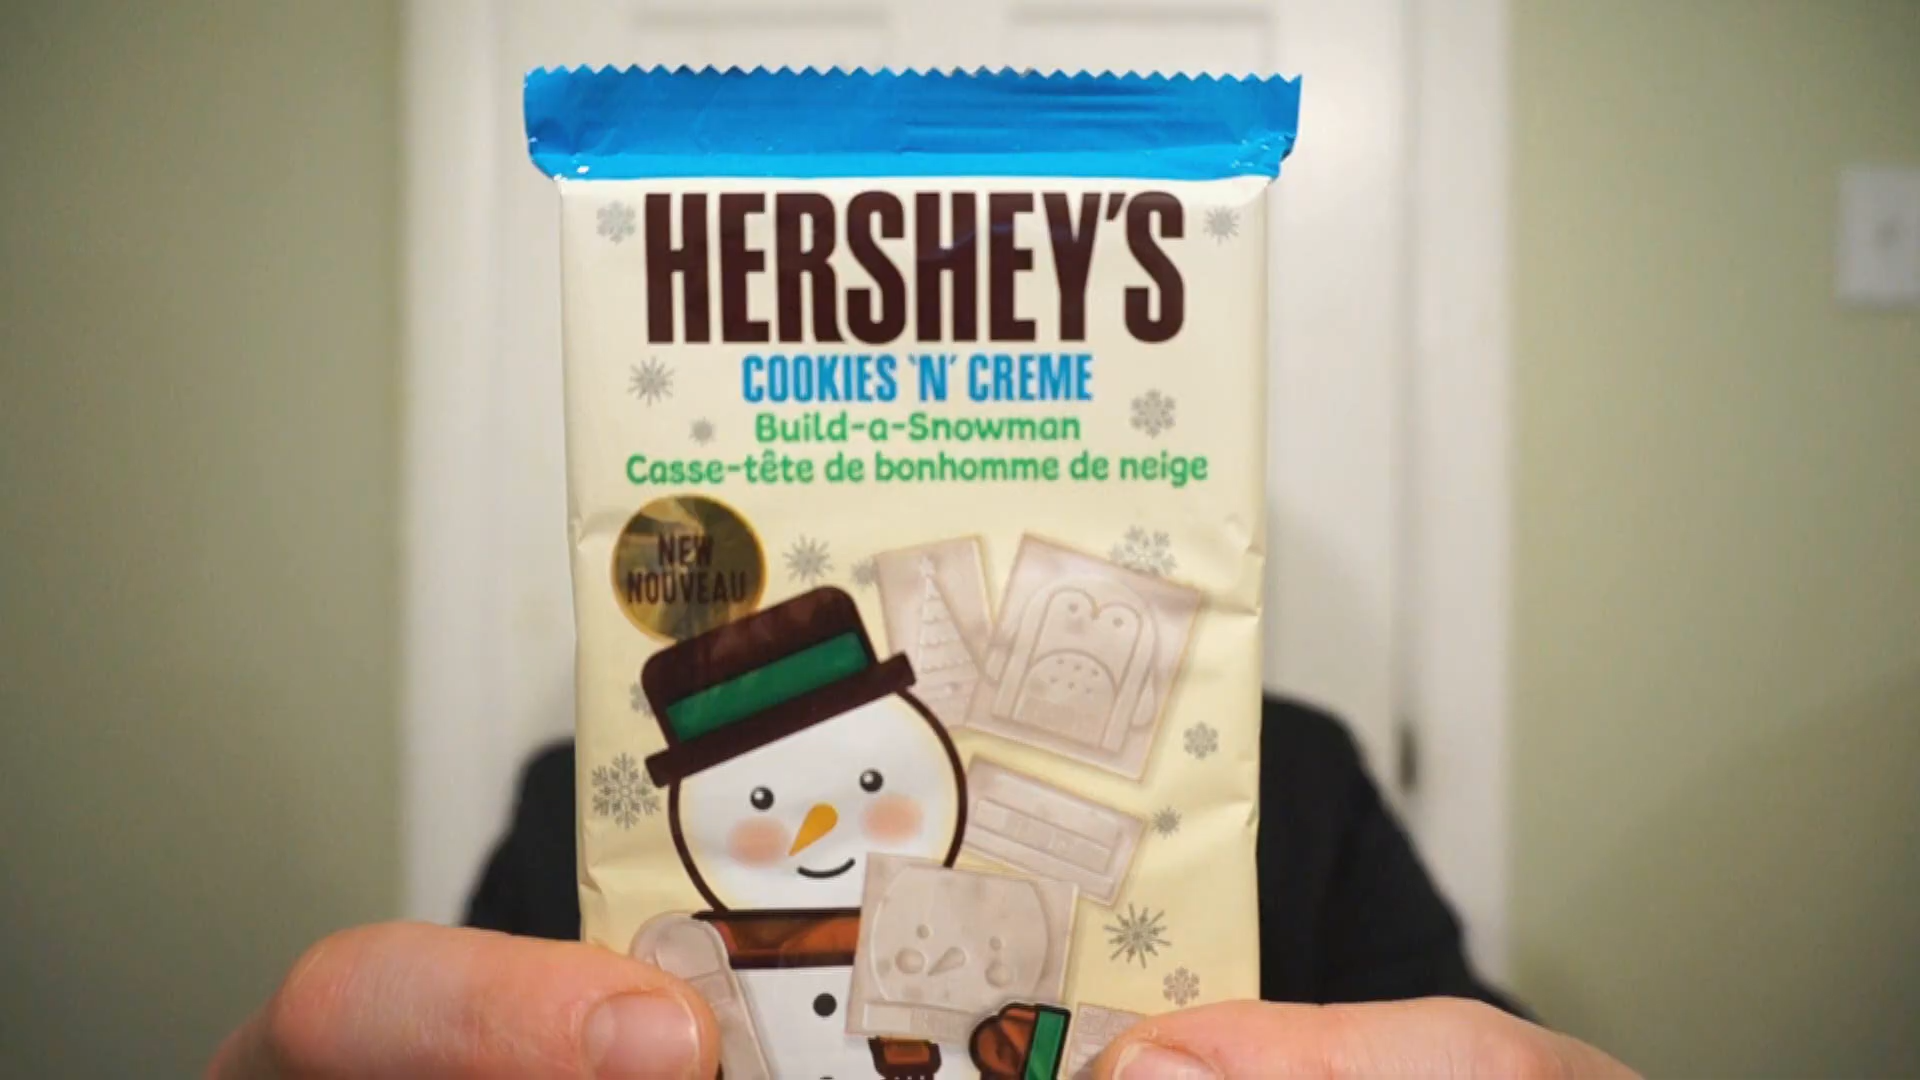 HERSHEY'S
COOKIES 'N' CREME
Build-a-Snowman
Casse-tête de bonhomme de neige
NEW
NOUVEAU